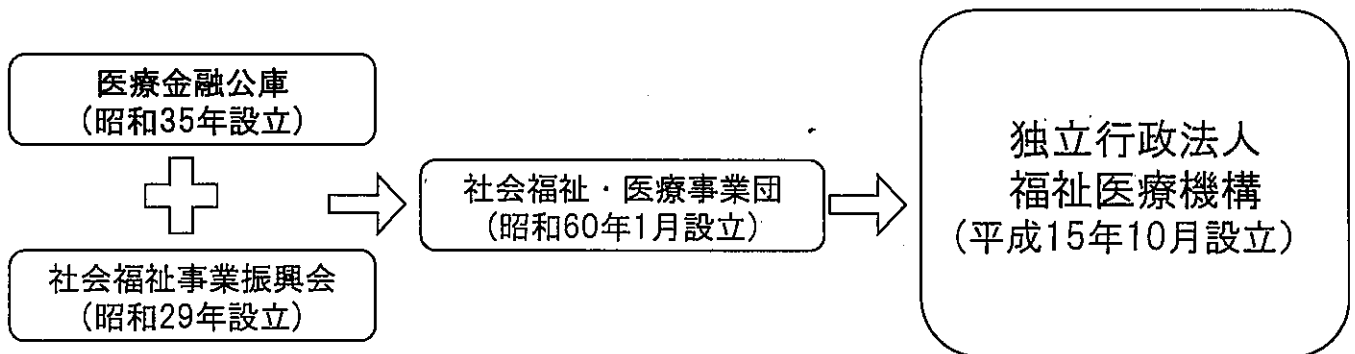 医療金融公庫
（昭和35年設立）
社会福祉事業振興会
（昭和29年設立）
社会福祉・医療事業団
（昭和60年1月設立）
独立行政法人
福祉医療機構
（平成15年10月設立）